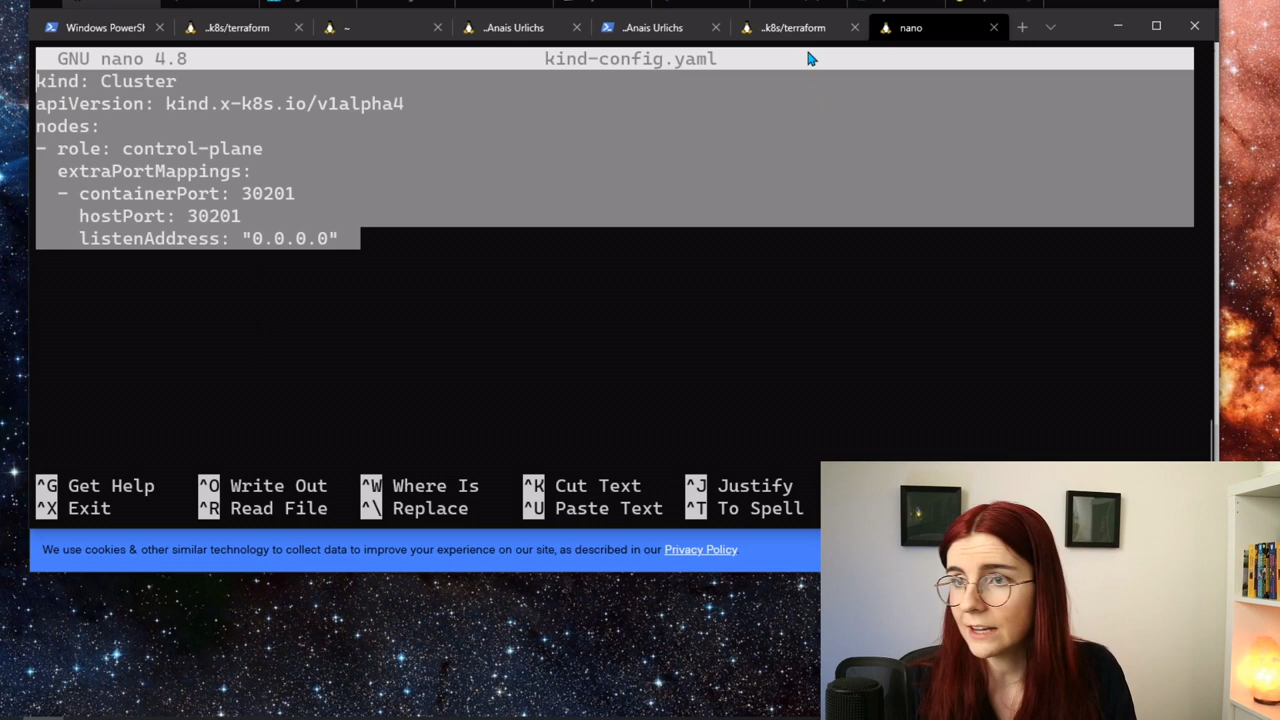 Windows PowerSh
..k8s/terraform
~
..Anais Urlichs
..Anais Urlichs
..k8s/terraform
nano
GNU nano 4.8
kind-config.yaml
kind: Cluster
apiVersion: kind.x-k8s.io/v1alpha4
nodes:
- role: control-plane
extraPortMappings:
- containerPort: 30201
hostPort: 30201
listenAddress: "0.0.0.0"
^G Get Help
^O Write Out
^W Where Is
^K Cut Text
^J Justify
^X Exit
^R Read File
^\ Replace
^U Paste Text
^T To Spell
We use cookies & other similar technology to collect data to improve your experience on our site, as described in our Privacy Policy.